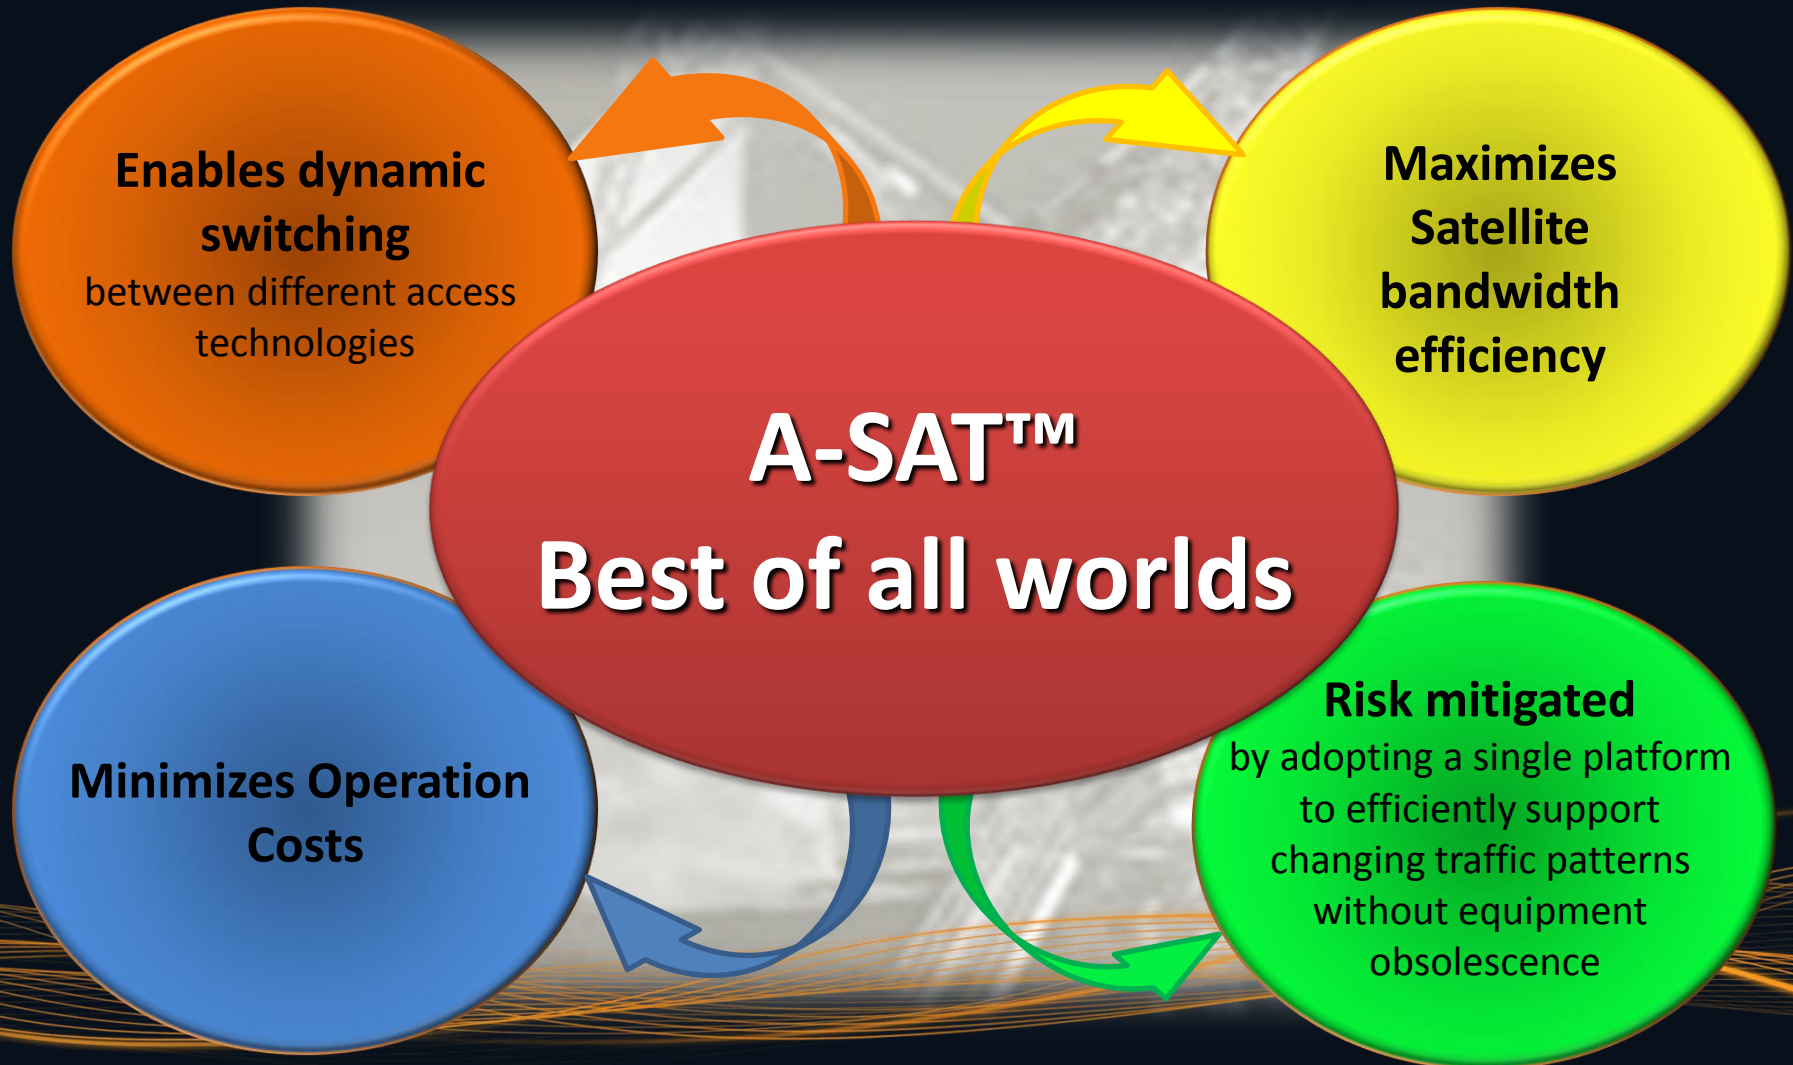 Enables dynamic
switching
between different access
technologies
Maximizes
Satellite
bandwidth
efficiency
A-SAT™
Best of all worlds
Minimizes Operation
Costs
Risk mitigated
by adopting a single platform
to efficiently support
changing traffic patterns
without equipment
obsolescence